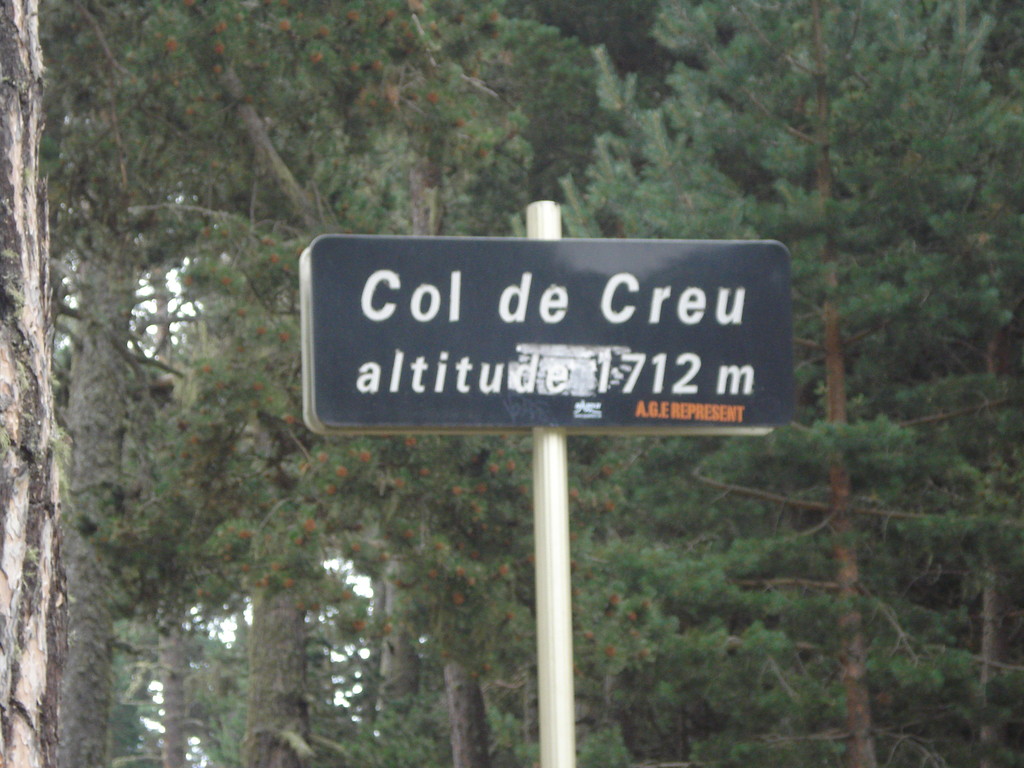 Col de Creu
altitude 1712 m
A.G.E REPRESENT